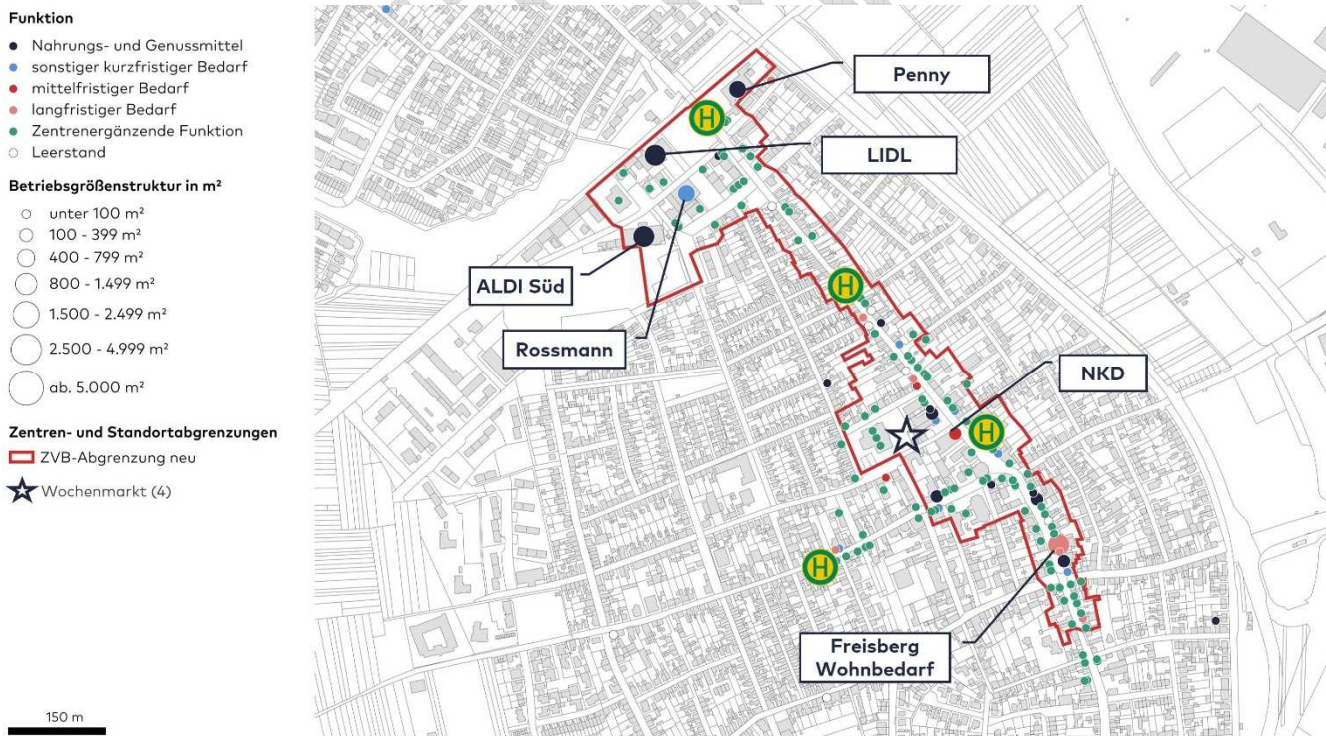 Funktion
Nahrungs- und Genussmittel
sonstiger kurzfristiger Bedarf
mittelfristiger Bedarf
langfristiger Bedarf
Zentrenergänzende Funktion
Leerstand
Betriebsgrößenstruktur in m²
unter 100 m²
100 - 399 m²
400 - 799 m²
800 - 1.499 m²
1.500 - 2.499 m²
2.500 - 4.999 m²
ab. 5.000 m²
Zentren- und Standortabgrenzungen
ZVB-Abgrenzung neu
Wochenmarkt (4)
150 m
Penny
H
LIDL
ALDI Süd
H
Rossmann
NKD
H
H
Freisberg
Wohnbedarf